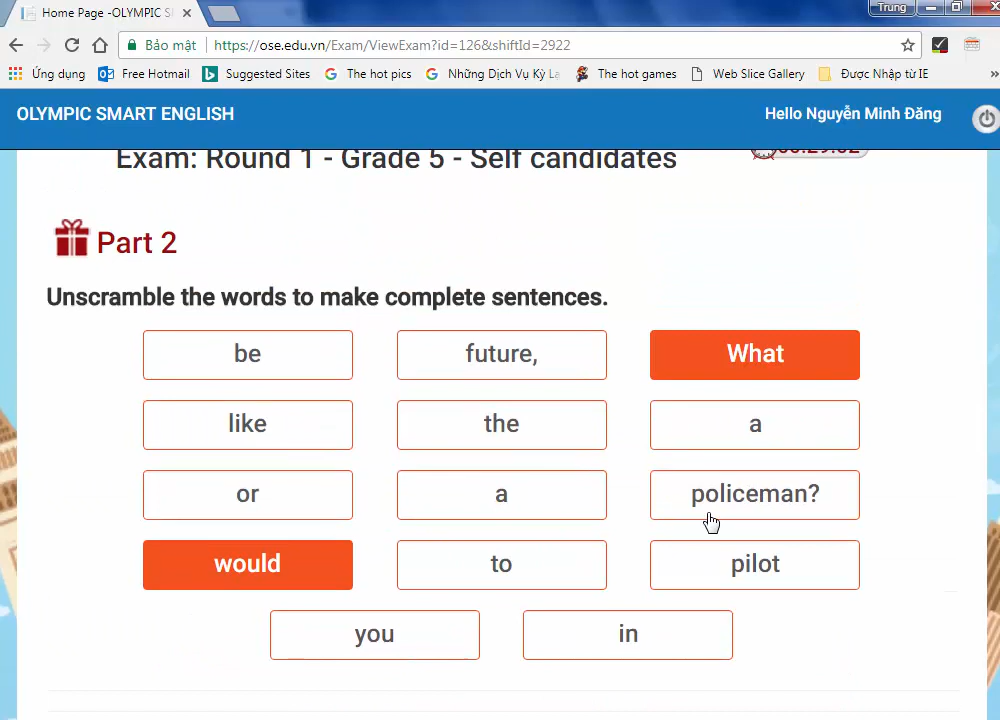 Home Page -OLYMPIC S
Trung
Bảo mật https://ose.edu.vn/Exam/ViewExam?id=126&shiftId=2922
Ứng dụng Free Hotmail Suggested Sites The hot pics Những Dịch Vụ Kỳ Lạ The hot games Web Slice Gallery Được Nhập từ IE »
OLYMPIC SMART ENGLISH Hello Nguyễn Minh Đăng
Exam: Round 1 - Grade 5 - Self candidates
Part 2
Unscramble the words to make complete sentences.
be future, What
like the a
or a policeman?
would to pilot
you in